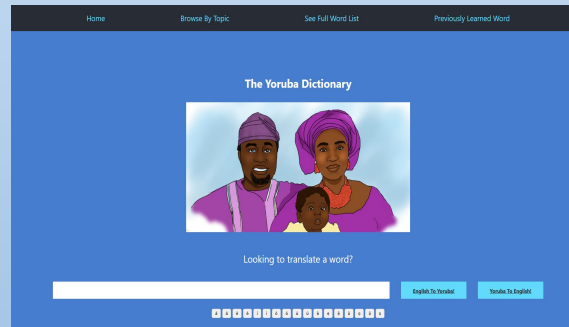 Home Browse By Topic See Full Word List Previously Learned Word
The Yoruba Dictionary
Looking to translate a word?
English To Yoruba! Yoruba To English!